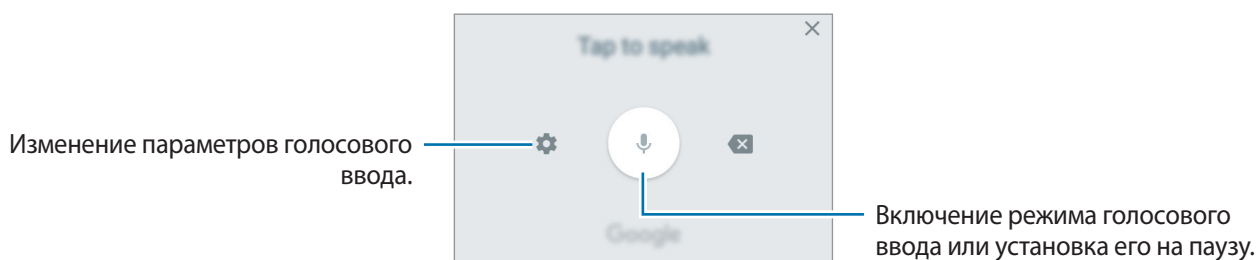 Tap to speak
Изменение параметров голосового
ввода.
Включение режима голосового
ввода или установка его на паузу.
Google